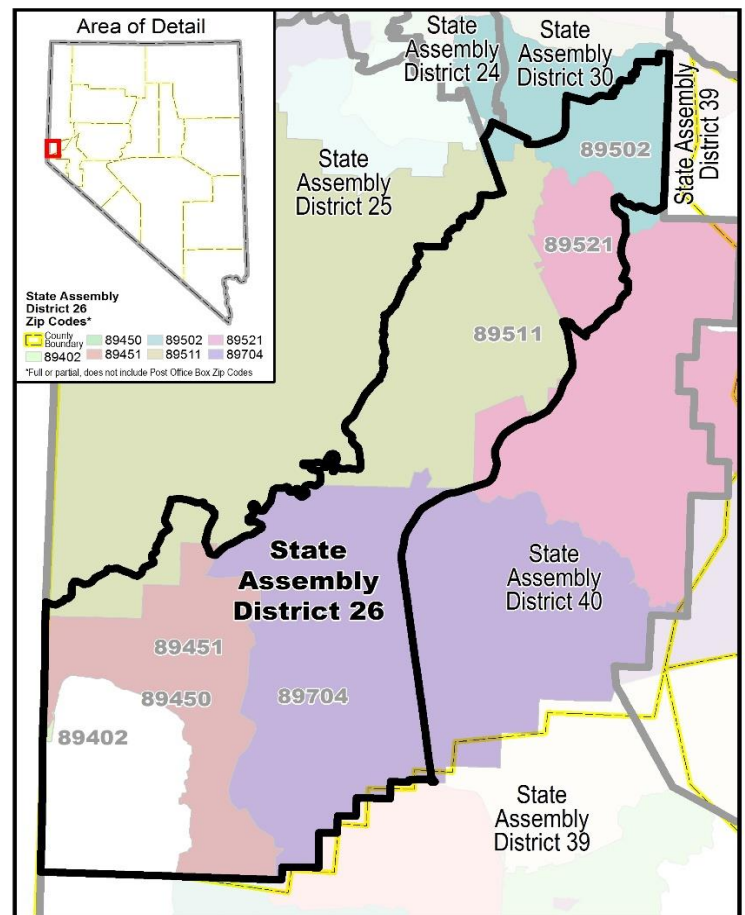 Area of Detail
State Assembly
District 26
Zip Codes*
County
Boundary
89450
89502
89521
89402
89451
89511
89704
*Full or partial, does not include Post Office Box Zip Codes
State
Assembly
District 24
State
Assembly
District 30
State Assembly
District 39
89502
State
Assembly
District 25
89521
89511
State
Assembly
District 26
State
Assembly
District 40
89451
89450
89704
89402
State
Assembly
District 39